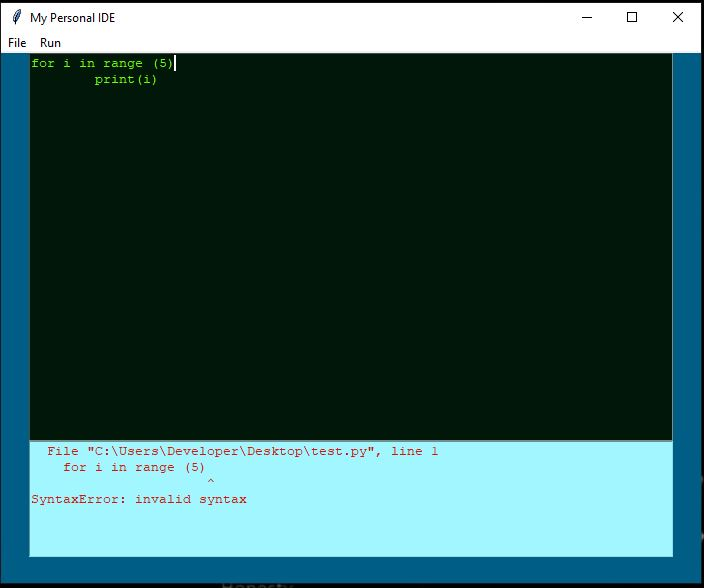 My Personal IDE
File Run
for i in range (5)
        print(i)
  File "C:\Users\Developer\Desktop\test.py", line 1
    for i in range (5)
                      ^
SyntaxError: invalid syntax